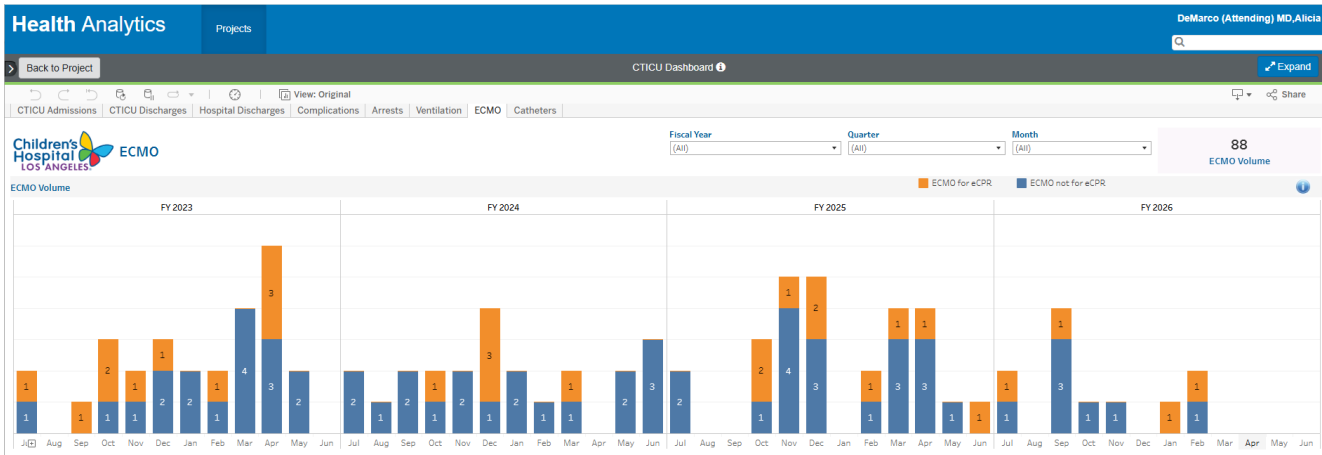 Health Analytics
Projects
DeMarco (Attending) MD,Alicia
Back to Project
CTICU Dashboard
Expand
View: Original
Share
CTICU Admissions CTICU Discharges Hospital Discharges Complications Arrests Ventilation ECMO Catheters
Children's
Hospital
LOS ANGELES
ECMO
Fiscal Year Quarter Month
(All) (All) (All)
88
ECMO Volume
ECMO Volume
ECMO for eCPR ECMO not for eCPR
FY 2023 FY 2024 FY 2025 FY 2026
1 1
1
2 1
1 1
1 2
2
1 1
4
3 3
2
2
1
2
1 1
2
3 1
2
1
1 1
2
3
2
2 1
1 4
2 3
1 1
1 3
1 3
1
1
1 1
1 3
1
1
1
1 1
Aug Sep Oct Nov Dec Jan Feb Mar Apr May Jun Jul Aug Sep Oct Nov Dec Jan Feb Mar Apr May Jun Jul Aug Sep Oct Nov Dec Jan Feb Mar Apr May Jun Jul Aug Sep Oct Nov Dec Jan Feb Mar Apr May Jun